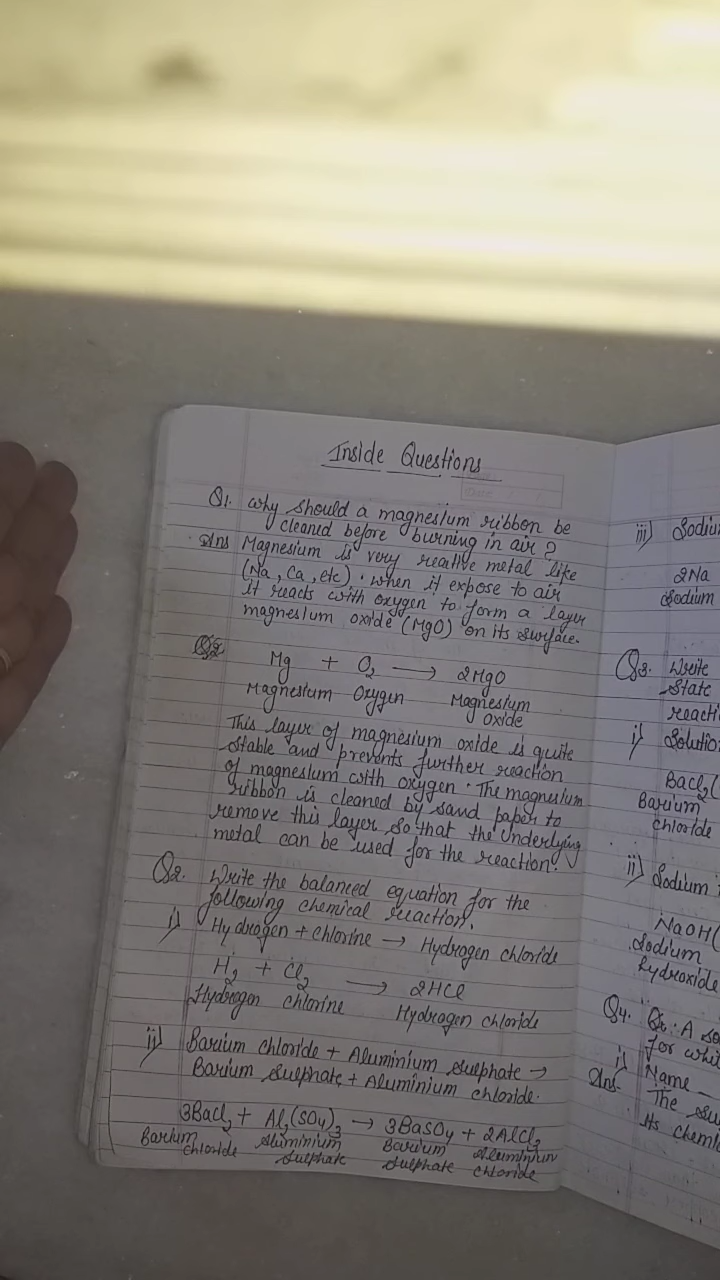 Inside Questions
Q1. Why should a magnesium ribbon be
cleaned before burning in air?
Ans Magnesium is very reative metal like
(Na, Ca, etc). when it expose to air
it reacts with oxygen to form a layer
magnesium oxide (MgO) on its surface.
Mg + O₂ → 2MgO
Magnesium Oxygen Magnesium
oxide
This layer of magnesium oxide is quite
stable and prevents further reaction
of magnesium with oxygen. The magnesium
ribbon is cleaned by sand paper to
remove this layer, so that the underlying
metal can be used for the reaction.
Q2. Write the balanced equation for the
following chemical reaction.
i) Hydrogen + Chlorine → Hydrogen chloride
H₂ + Cl₂ → 2HCl
Hydrogen chlorine Hydrogen chloride
ii) Barium chloride + Aluminium sulphate →
Barium sulphate + Aluminium chloride.
3BaCl₂ + Al₂(SO₄)₃ → 3BaSO₄ + 2AlCl₃
Barium Aluminium Barium Aluminium
chloride sulphate sulphate chloride
iii)
2Na
Sodium
Q3. Write
State
reacti
i) Solution
BaCl₂(
Barium
chloride
ii) Sodium
NaOH(
Sodium
hydroxide
Q4. A so
for whi
i) Name
Ans. The su
Its chemi